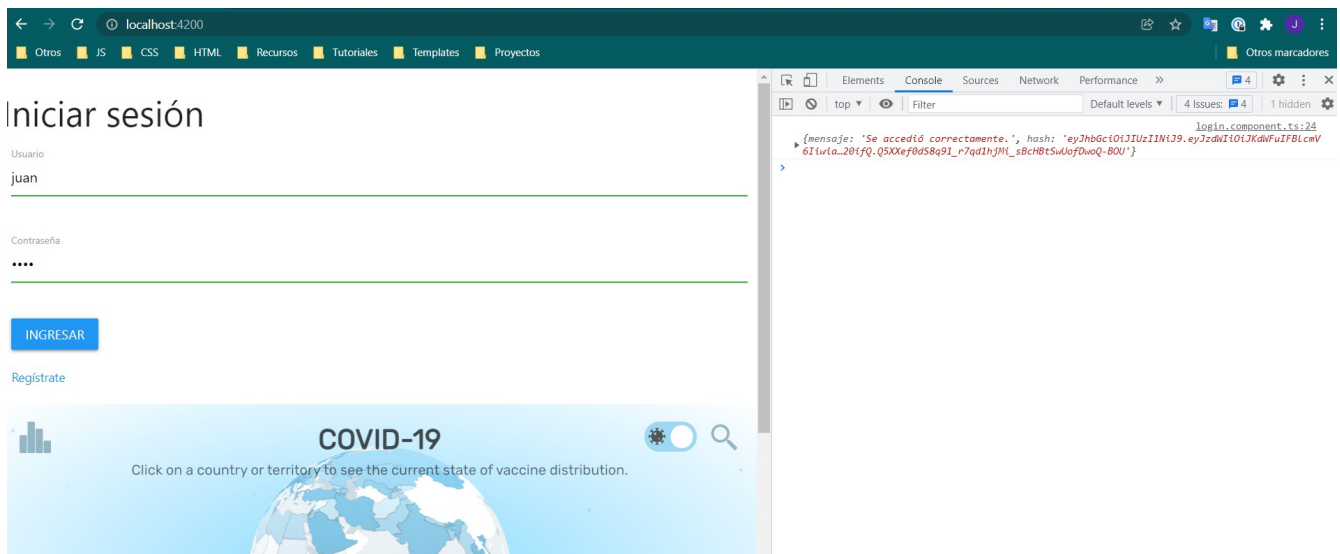 localhost:4200
J
Otros JS CSS HTML Recursos Tutoriales Templates Proyectos Otros marcadores
Iniciar sesión
Usuario
juan
Contraseña
••••
INGRESAR
Regístrate
COVID-19
Click on a country or territory to see the current state of vaccine distribution.
Elements Console Sources Network Performance » 4
top ▼ Filter Default levels ▼ 4 Issues: 4 1 hidden
login.component.ts:24
{mensaje: 'Se accedió correctamente.', hash: 'eyJhbGciOiJIUzI1NiJ9.eyJzdWIiOiJKdWFuIFBlcmV
6Iiwia…20ifQ.Q5XXef0dS8q91_r7qd1hjMi_sBcHBtSwUofDwoQ-BOU'}